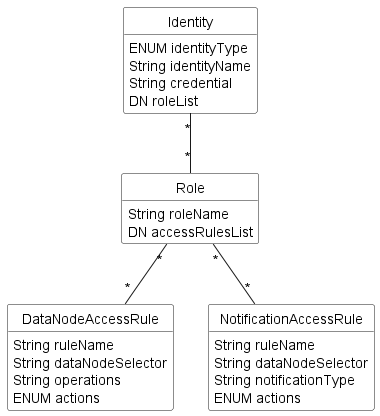 Identity
ENUM identityType
String identityName
String credential
DN roleList
*
*
Role
String roleName
DN accessRulesList
*
*
*
*
DataNodeAccessRule
String ruleName
String dataNodeSelector
String operations
ENUM actions
NotificationAccessRule
String ruleName
String dataNodeSelector
String notificationType
ENUM actions